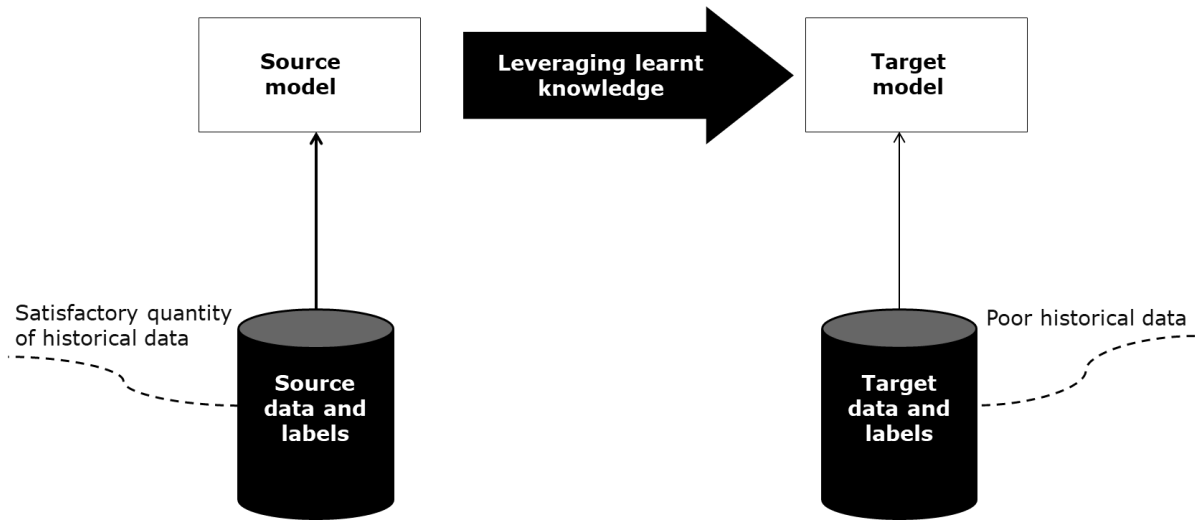 Source
model
Leveraging learnt
knowledge
Target
model
Satisfactory quantity
of historical data
Poor historical data
Source
data and
labels
Target
data and
labels